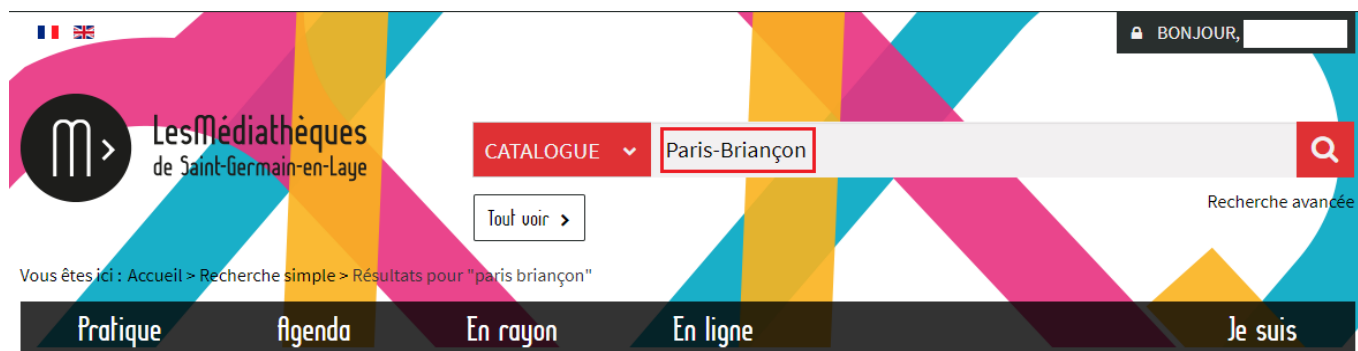 BONJOUR,
LesMédiathèques
de Saint-Germain-en-Laye
CATALOGUE Paris-Briançon
Recherche avancée
Tout voir >
Vous êtes ici : Accueil > Recherche simple > Résultats pour "paris briançon"
Pratique Agenda En rayon En ligne Je suis